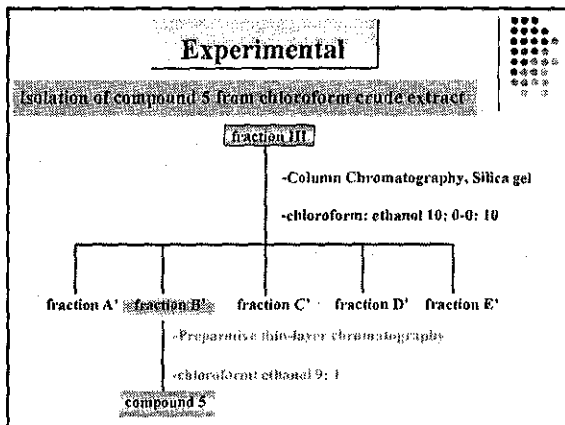 Experimental
Isolation of compound 5 from chloroform crude extract
fraction III
-Column Chromatography, Silica gel
-chloroform: ethanol 10: 0-0: 10
fraction A' fraction B' fraction C' fraction D' fraction E'
-Preparative thin-layer chromatography
-chloroform: ethanol 9: 1
compound 5